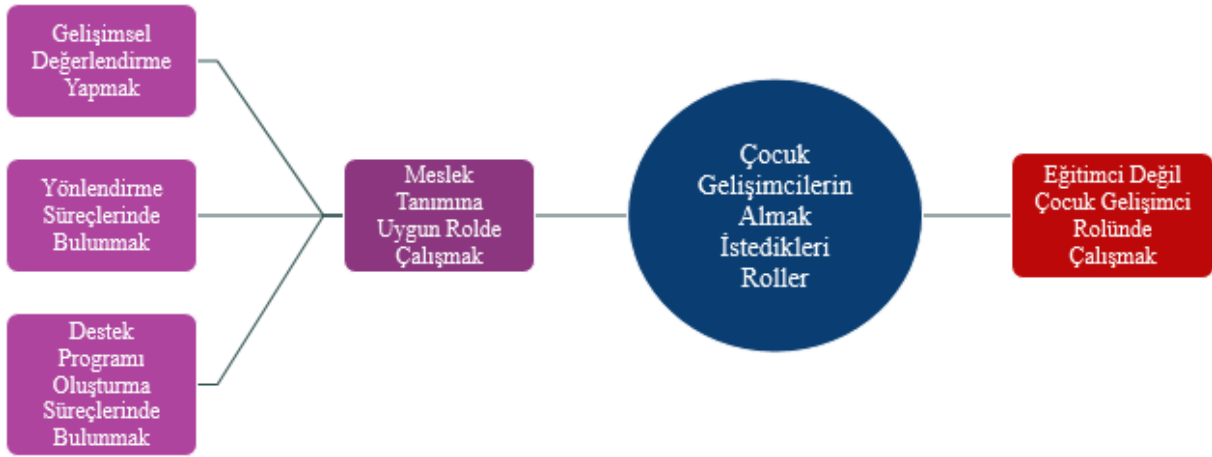 Gelişimsel
Değerlendirme
Yapmak
Yönlendirme
Süreçlerinde
Bulunmak
Destek
Programı
Oluşturma
Süreçlerinde
Bulunmak
Meslek
Tanımına
Uygun Rolde
Çalışmak
Çocuk
Gelişimcilerin
Almak
İstedikleri
Roller
Eğitimci Değil
Çocuk Gelişimci
Rolünde
Çalışmak